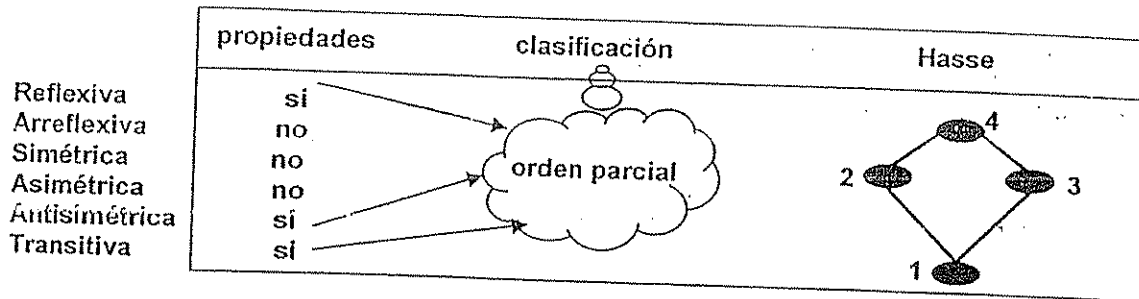 propiedades clasificación Hasse
Reflexiva si
Arreflexiva no
Simétrica no
Asimétrica no
Antisimétrica sí
Transitiva sí
orden parcial
4
2 3
1